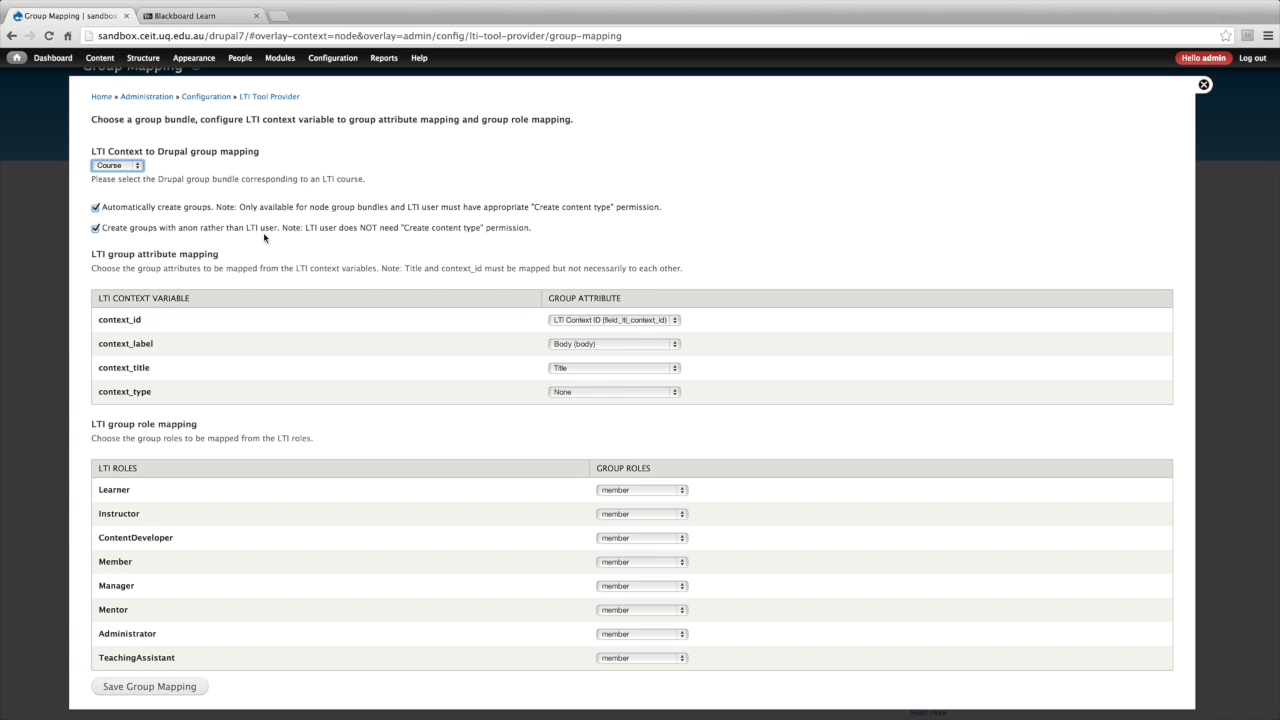 Group Mapping | sandbox
Blackboard Learn
sandbox.ceit.uq.edu.au/drupal7/#overlay-context=node&overlay=admin/config/lti-tool-provider/group-mapping
Dashboard Content Structure Appearance People Modules Configuration Reports Help Hello admin Log out
Group Mapping
Home » Administration » Configuration » LTI Tool Provider
Choose a group bundle, configure LTI context variable to group attribute mapping and group role mapping.
LTI Context to Drupal group mapping
Course
Please select the Drupal group bundle corresponding to an LTI course.
Automatically create groups. Note: Only available for node group bundles and LTI user must have appropriate "Create content type" permission.
Create groups with anon rather than LTI user. Note: LTI user does NOT need "Create content type" permission.
LTI group attribute mapping
Choose the group attributes to be mapped from the LTI context variables. Note: Title and context_id must be mapped but not necessarily to each other.
LTI CONTEXT VARIABLE GROUP ATTRIBUTE
context_id LTI Context ID (field_lti_context_id)
context_label Body (body)
context_title Title
context_type None
LTI group role mapping
Choose the group roles to be mapped from the LTI roles.
LTI ROLES GROUP ROLES
Learner member
Instructor member
ContentDeveloper member
Member member
Manager member
Mentor member
Administrator member
TeachingAssistant member
Save Group Mapping
Read more